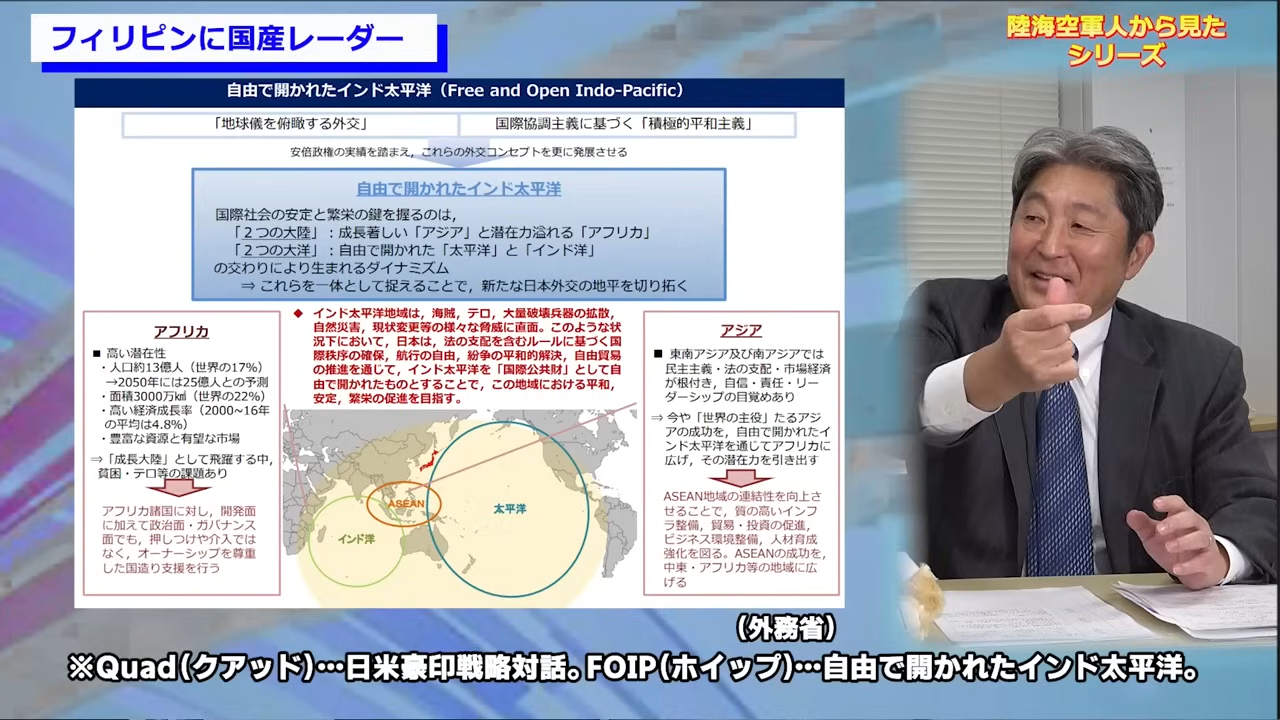 フィリピンに国産レーダー
陸海空軍人から見た
シリーズ
自由で開かれたインド太平洋（Free and Open Indo-Pacific）
「地球儀を俯瞰する外交」
国際協調主義に基づく「積極的平和主義」
安倍政権の実績を踏まえ，これらの外交コンセプトを更に発展させる
自由で開かれたインド太平洋
国際社会の安定と繁栄の鍵を握るのは，
「２つの大陸」：成長著しい「アジア」と潜在力溢れる「アフリカ」
「２つの大洋」：自由で開かれた「太平洋」と「インド洋」
の交わりにより生まれるダイナミズム
⇒ これらを一体として捉えることで，新たな日本外交の地平を切り拓く
アフリカ
■ 高い潜在性
・人口約13億人（世界の17%）
→2050年には25億人との予測
・面積3000万㎢（世界の22%）
・高い経済成長率（2000~16年
の平均は4.8%）
・豊富な資源と有望な市場
⇒「成長大陸」として飛躍する中，
貧困・テロ等の課題あり
アフリカ諸国に対し，開発面
に加えて政治面・ガバナンス
面でも，押しつけや介入では
なく，オーナーシップを尊重
した国造り支援を行う
◆ インド太平洋地域は，海賊，テロ，大量破壊兵器の拡散，
自然災害，現状変更等の様々な脅威に直面。このような状
況下において，日本は，法の支配を含むルールに基づく国
際秩序の確保，航行の自由，紛争の平和的解決，自由貿易
の推進を通じて，インド太平洋を「国際公共財」として自
由で開かれたものとすることで，この地域における平和，
安定，繁栄の促進を目指す。
ASEAN
太平洋
インド洋
アジア
■ 東南アジア及び南アジアでは
民主主義・法の支配・市場経済
が根付き，自信・責任・リー
ダーシップの目覚めあり
⇒ 今や「世界の主役」たるアジ
アの成功を，自由で開かれたイ
ンド太平洋を通じてアフリカに
広げ，その潜在力を引き出す
ASEAN地域の連結性を向上さ
せることで，質の高いインフ
ラ整備，貿易・投資の促進，
ビジネス環境整備，人材育成
強化を図る。ASEANの成功を，
中東・アフリカ等の地域に広
げる
（外務省）
※Quad（クアッド）…日米豪印戦略対話。FOIP（ホイップ）…自由で開かれたインド太平洋。